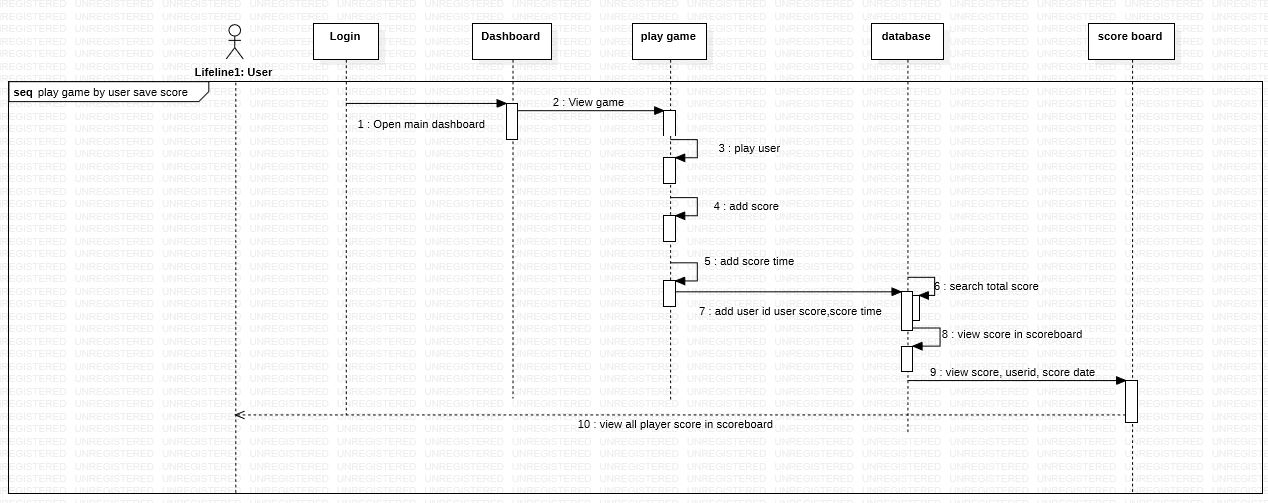 Login
Dashboard
play game
database
score board
Lifeline1: User
seq play game by user save score
1 : Open main dashboard
2 : View game
3 : play user
4 : add score
5 : add score time
6 : search total score
7 : add user id user score,score time
8 : view score in scoreboard
9 : view score, userid, score date
10 : view all player score in scoreboard
UNREGISTERED